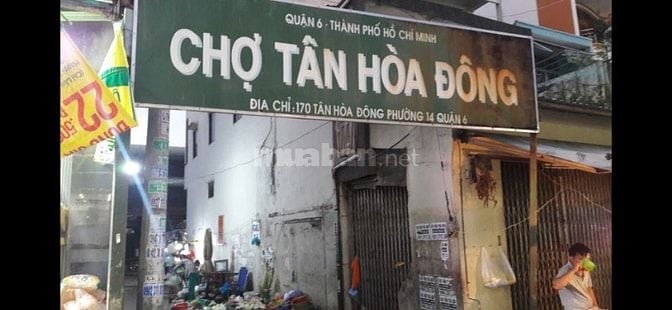 QUẬN 6 - THÀNH PHỐ HỒ CHÍ MINH
CHỢ TÂN HÒA ĐÔNG
ĐỊA CHỈ : 170 TÂN HÒA ĐÔNG PHƯỜNG 14 QUẬN 6
muaban.net
22